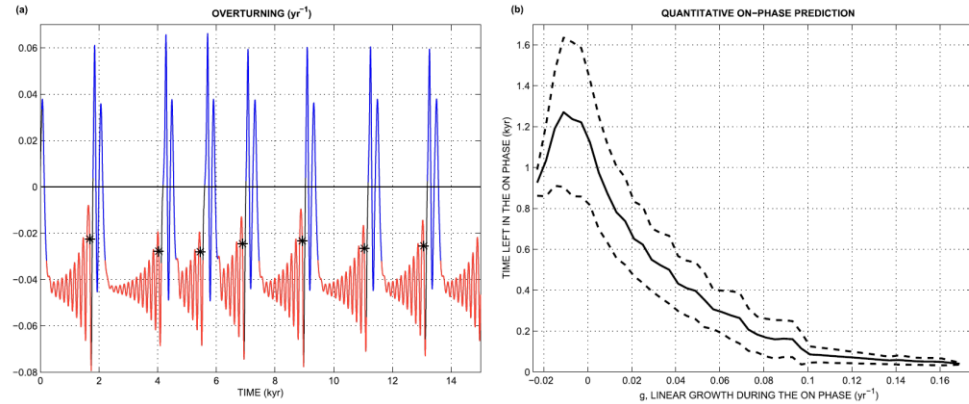 (a)
OVERTURNING (yr−1)
0.06
0.04
0.02
0
−0.02
−0.04
−0.06
−0.08
0 2 4 6 8 10 12 14
TIME (kyr)
(b)
QUANTITATIVE ON−PHASE PREDICTION
TIME LEFT IN THE ON PHASE (kyr)
1.6
1.4
1.2
1
0.8
0.6
0.4
0.2
0
−0.02 0 0.02 0.04 0.06 0.08 0.1 0.12 0.14 0.16
g, LINEAR GROWTH DURING THE ON PHASE (yr−1)